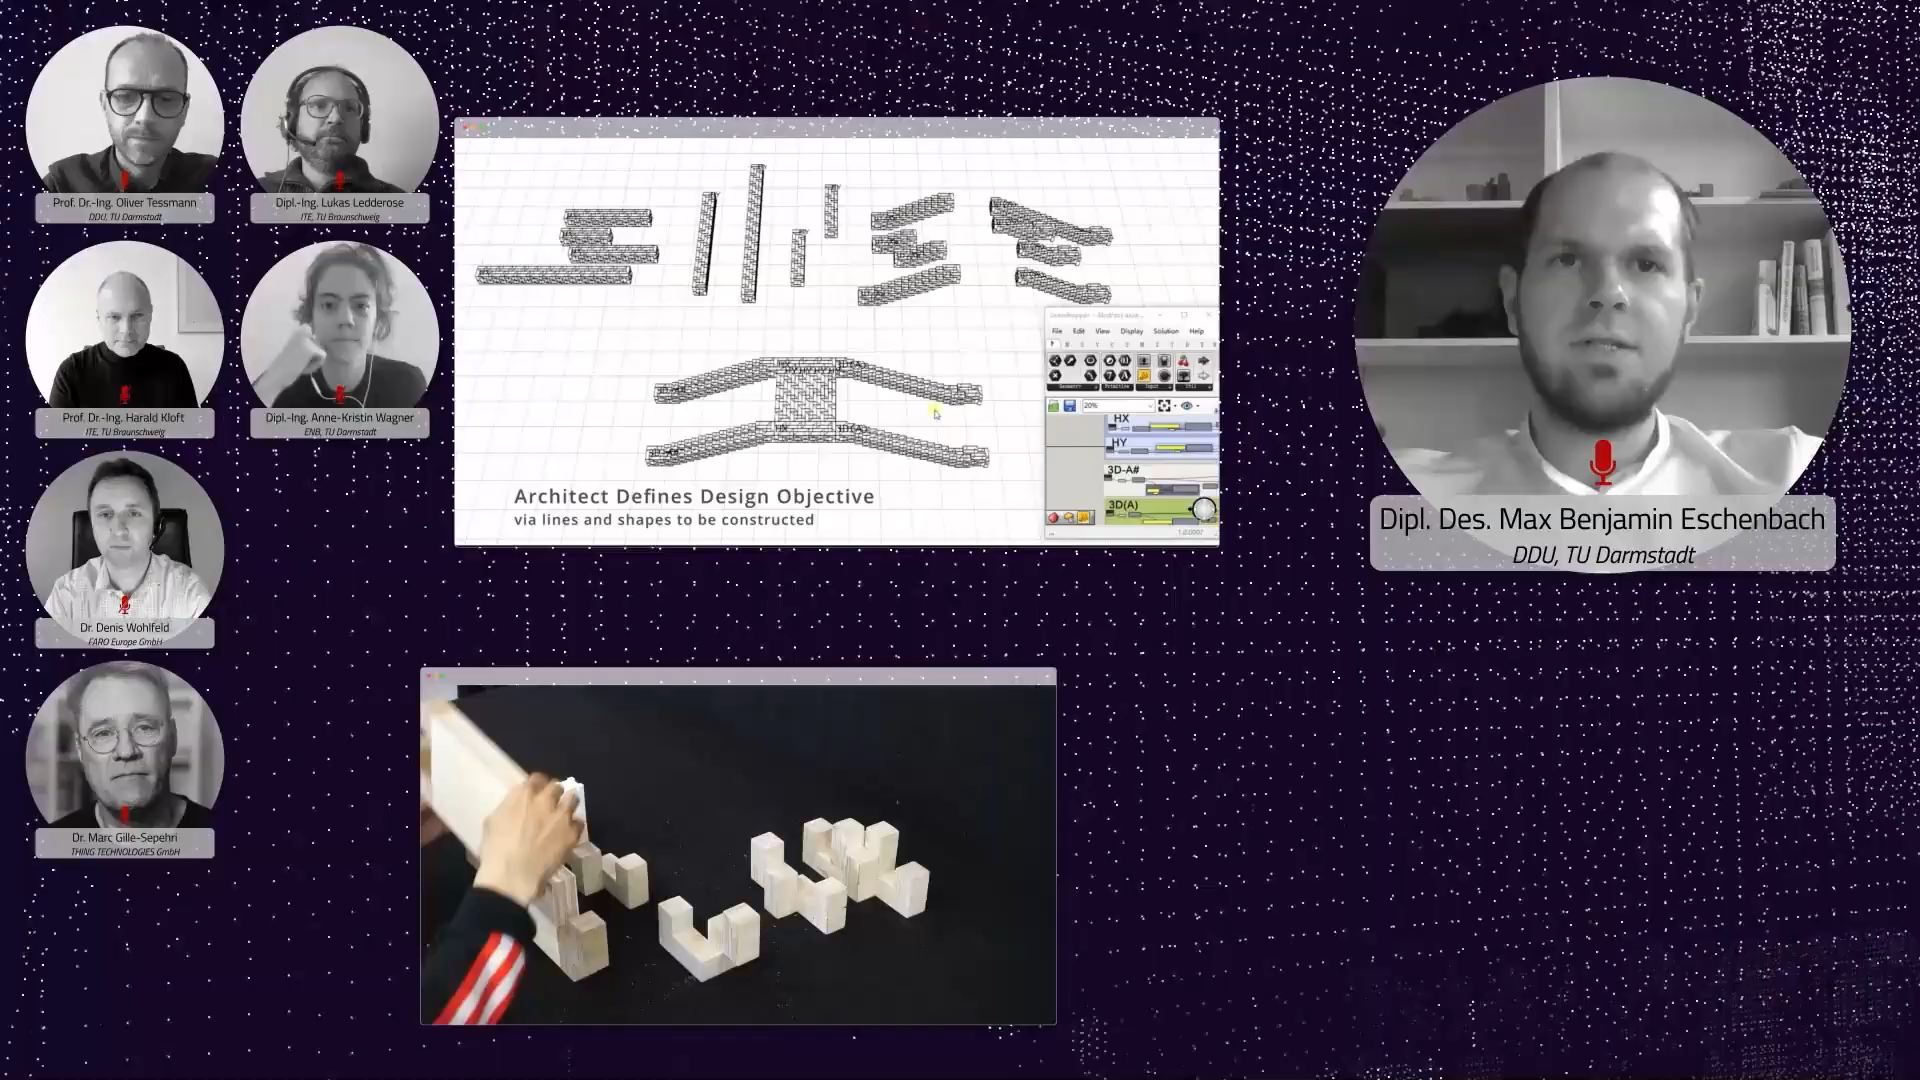 Prof. Dr.-Ing. Oliver Tessmann
DDU, TU Darmstadt
Dipl.-Ing. Lukas Ledderose
ITE, TU Braunschweig
Prof. Dr.-Ing. Harald Kloft
ITE, TU Braunschweig
Dipl.-Ing. Anne-Kristin Wagner
ENB, TU Darmstadt
Dr. Denis Wohlfeld
FARO Europe GmbH
Dr. Marc Gille-Sepehri
THING TECHNOLOGIES GmbH
Architect Defines Design Objective
via lines and shapes to be constructed
File Edit View Display Solution Help
20%
HX
HY
3D-A#
3D(A)
Dipl. Des. Max Benjamin Eschenbach
DDU, TU Darmstadt